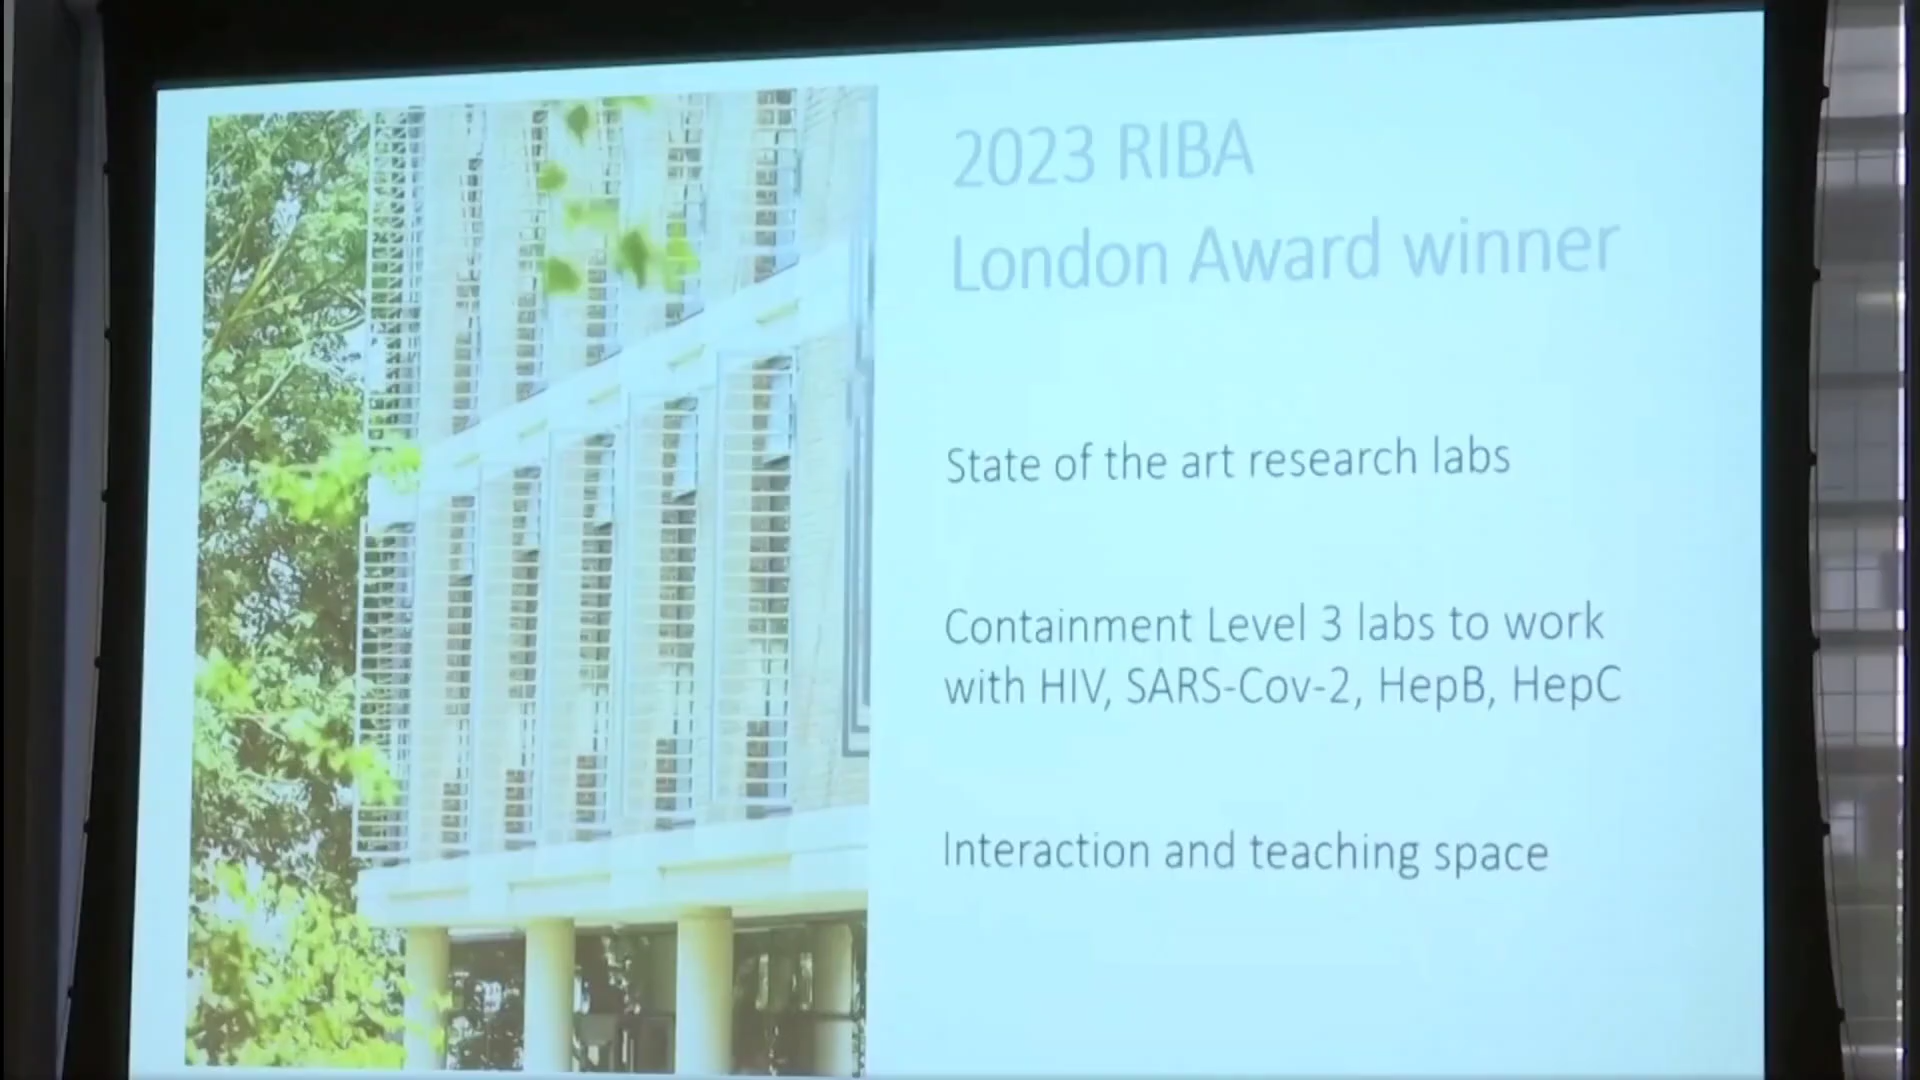 2023 RIBA
London Award winner
State of the art research labs
Containment Level 3 labs to work
with HIV, SARS-Cov-2, HepB, HepC
Interaction and teaching space